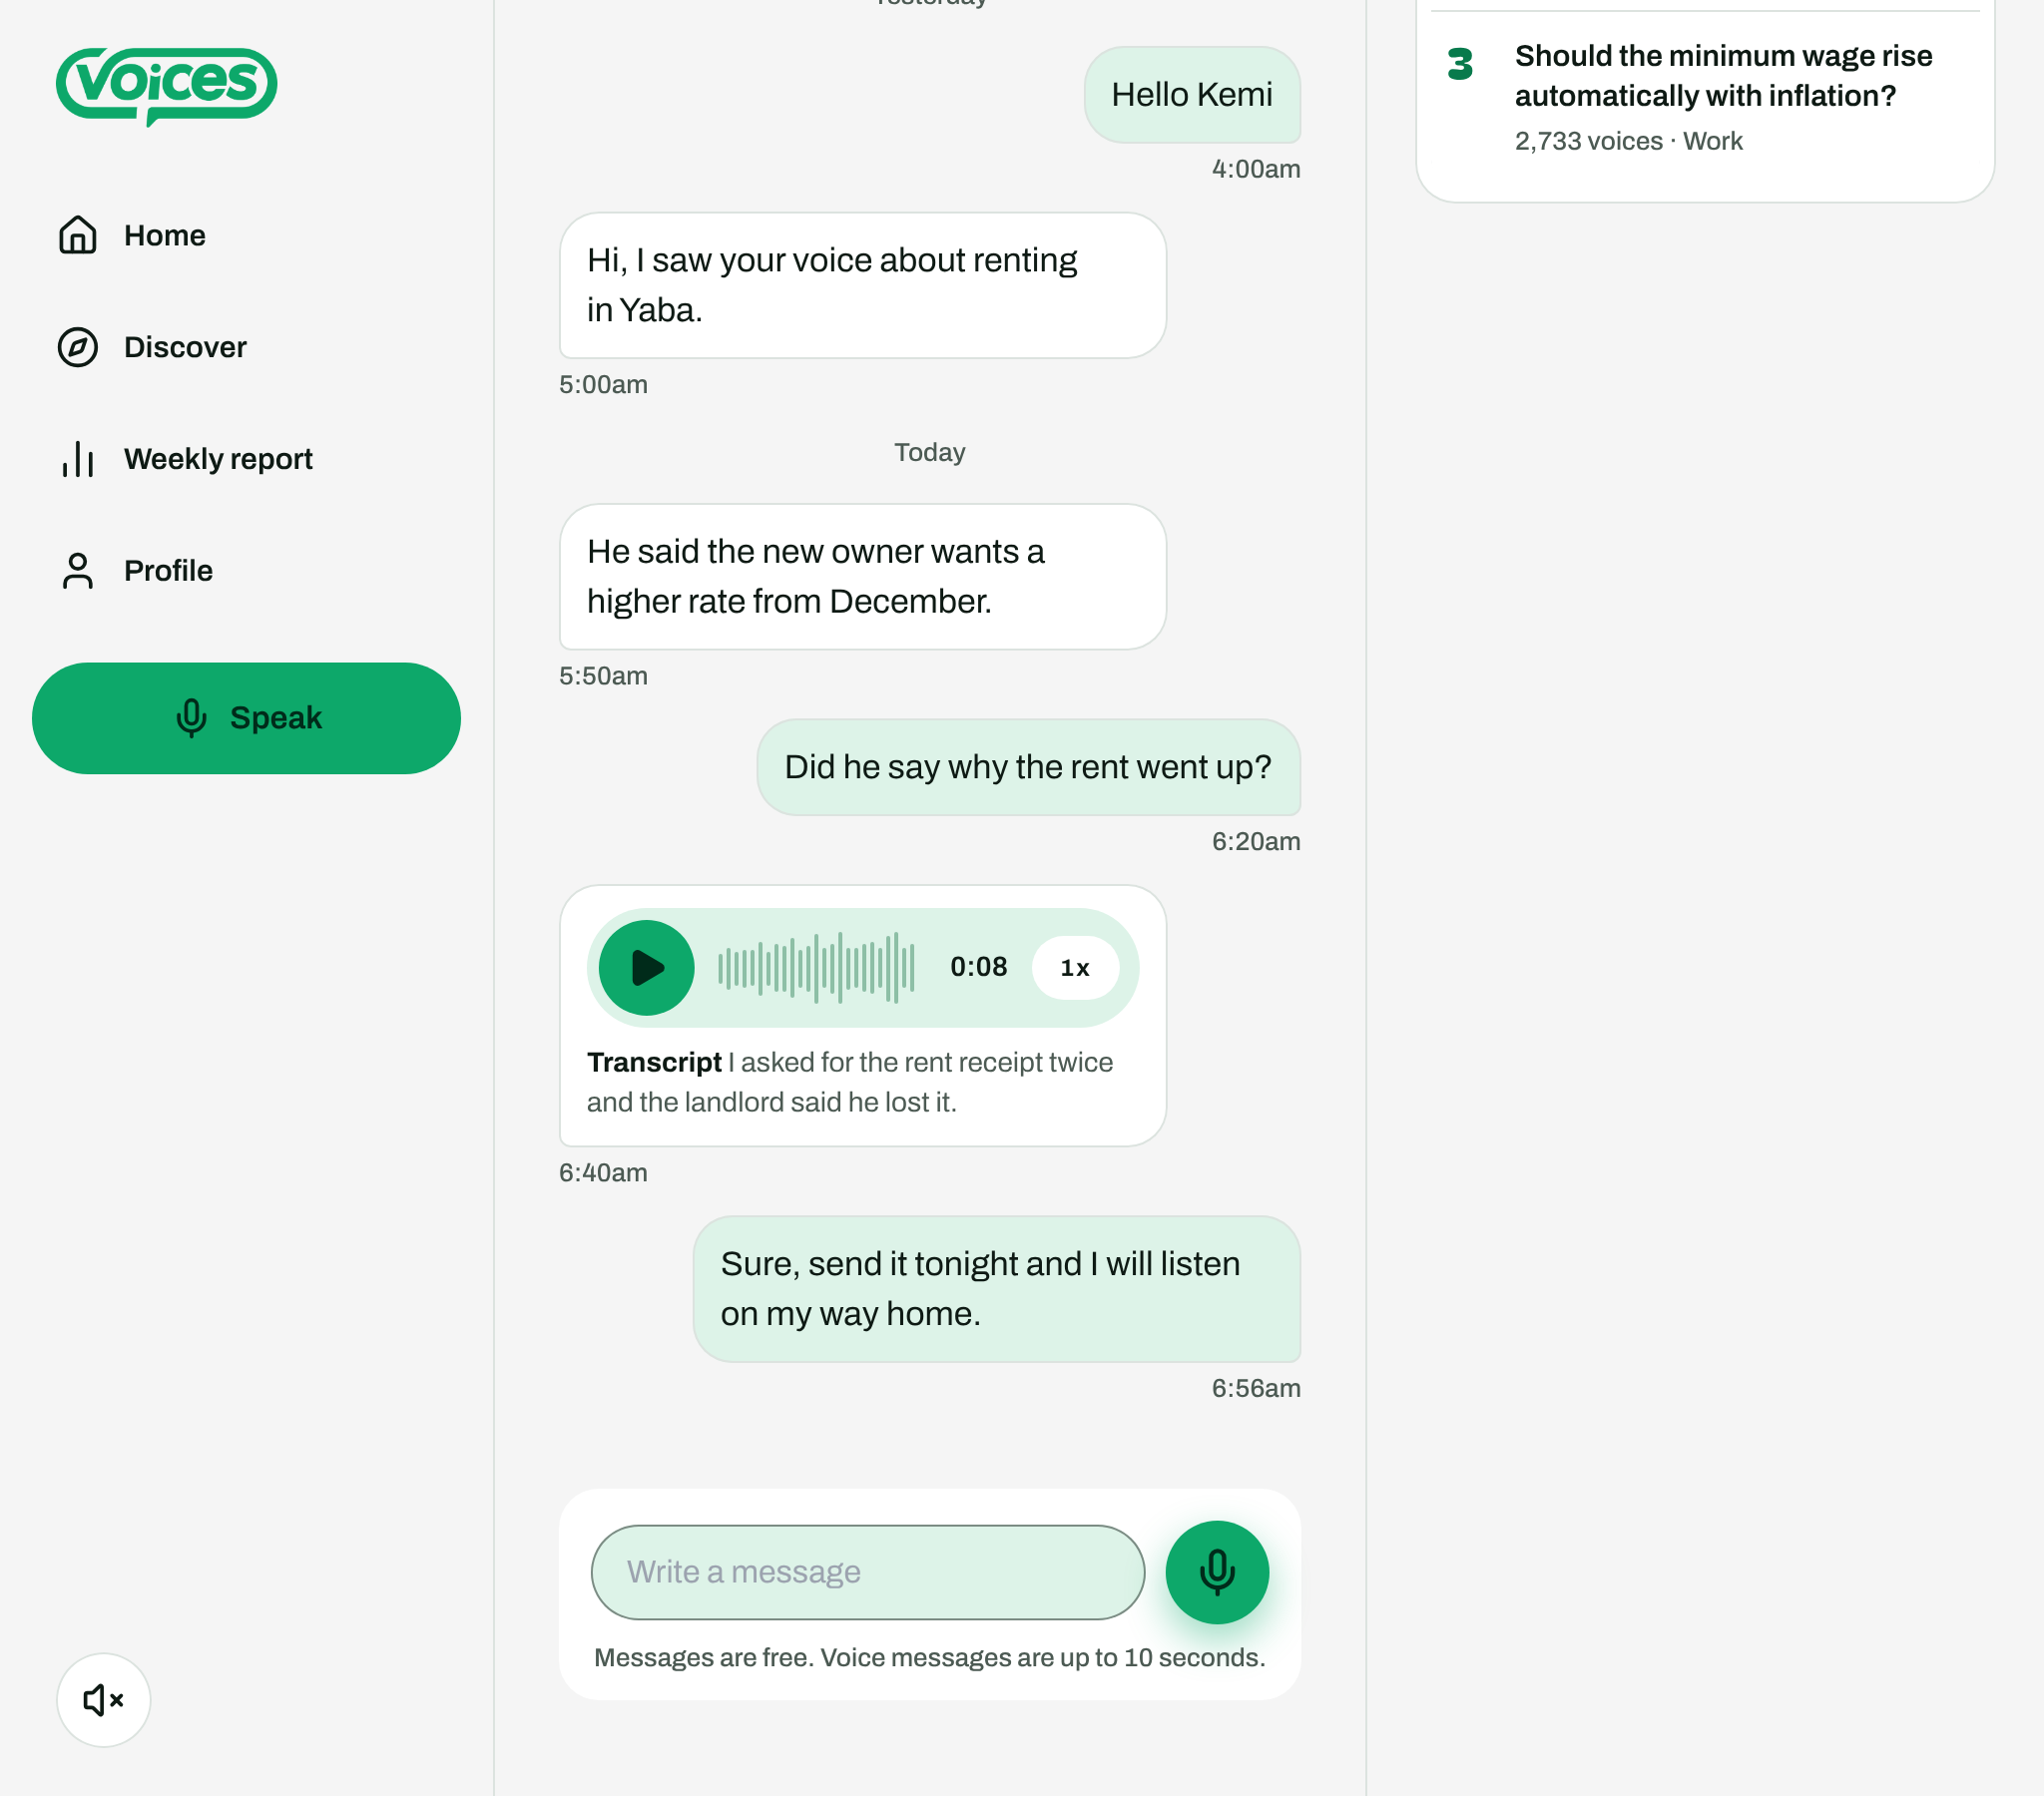 Voices
Home
Discover
Weekly report
Profile
Speak
Yesterday
Hello Kemi
4:00am
Hi, I saw your voice about renting
in Yaba.
5:00am
Today
He said the new owner wants a
higher rate from December.
5:50am
Did he say why the rent went up?
6:20am
0:08
1x
Transcript I asked for the rent receipt twice
and the landlord said he lost it.
6:40am
Sure, send it tonight and I will listen
on my way home.
6:56am
Write a message
Messages are free. Voice messages are up to 10 seconds.
3
Should the minimum wage rise
automatically with inflation?
2,733 voices · Work